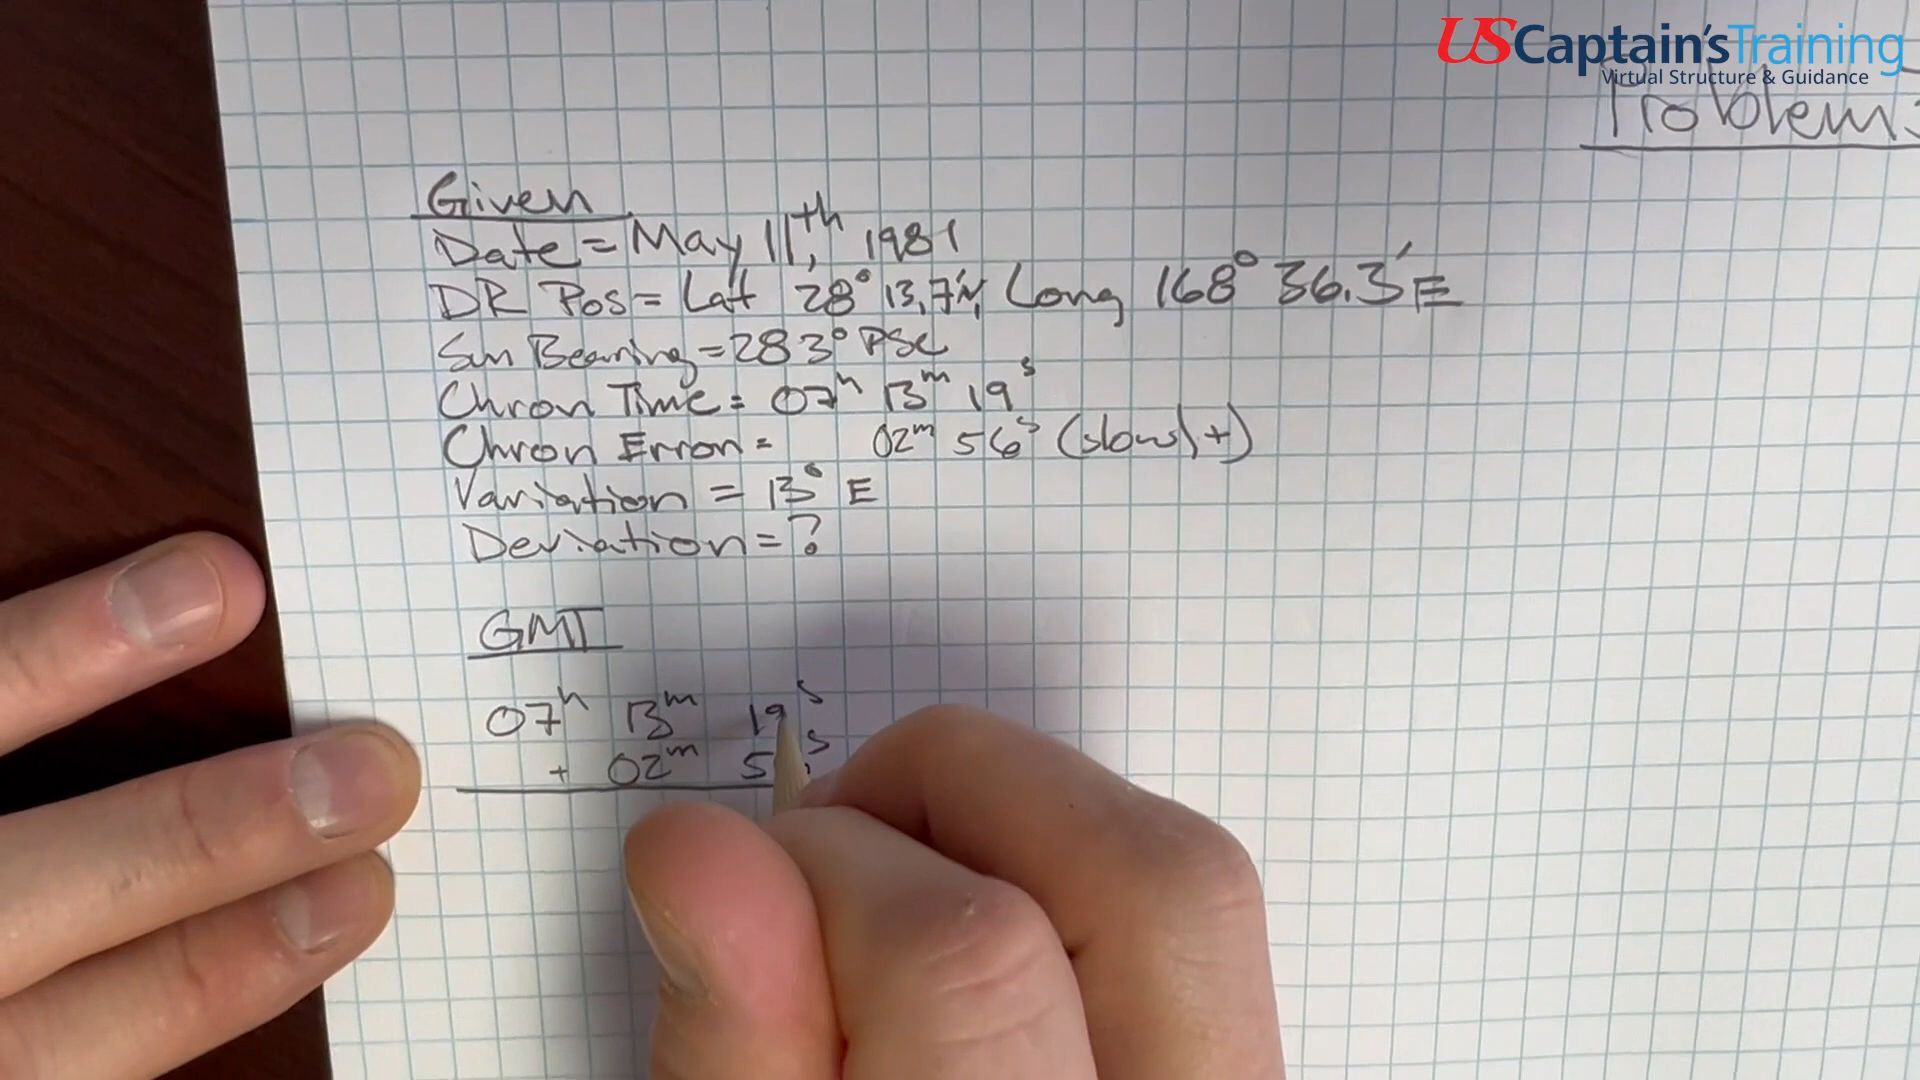 USCaptain'sTraining
Virtual Structure & Guidance
Problem:
Given
Date = May 11th, 1981
DR Pos = Lat 28° 13.7'N, Long 168° 36.3' E
Sun Bearing = 283° PSC
Chron Time = 07h 13m 19s
Chron Error = 02m 56s (slow, +)
Variation = 13° E
Deviation = ?
GMT
07h 13m 19s
+ 02m 5 s